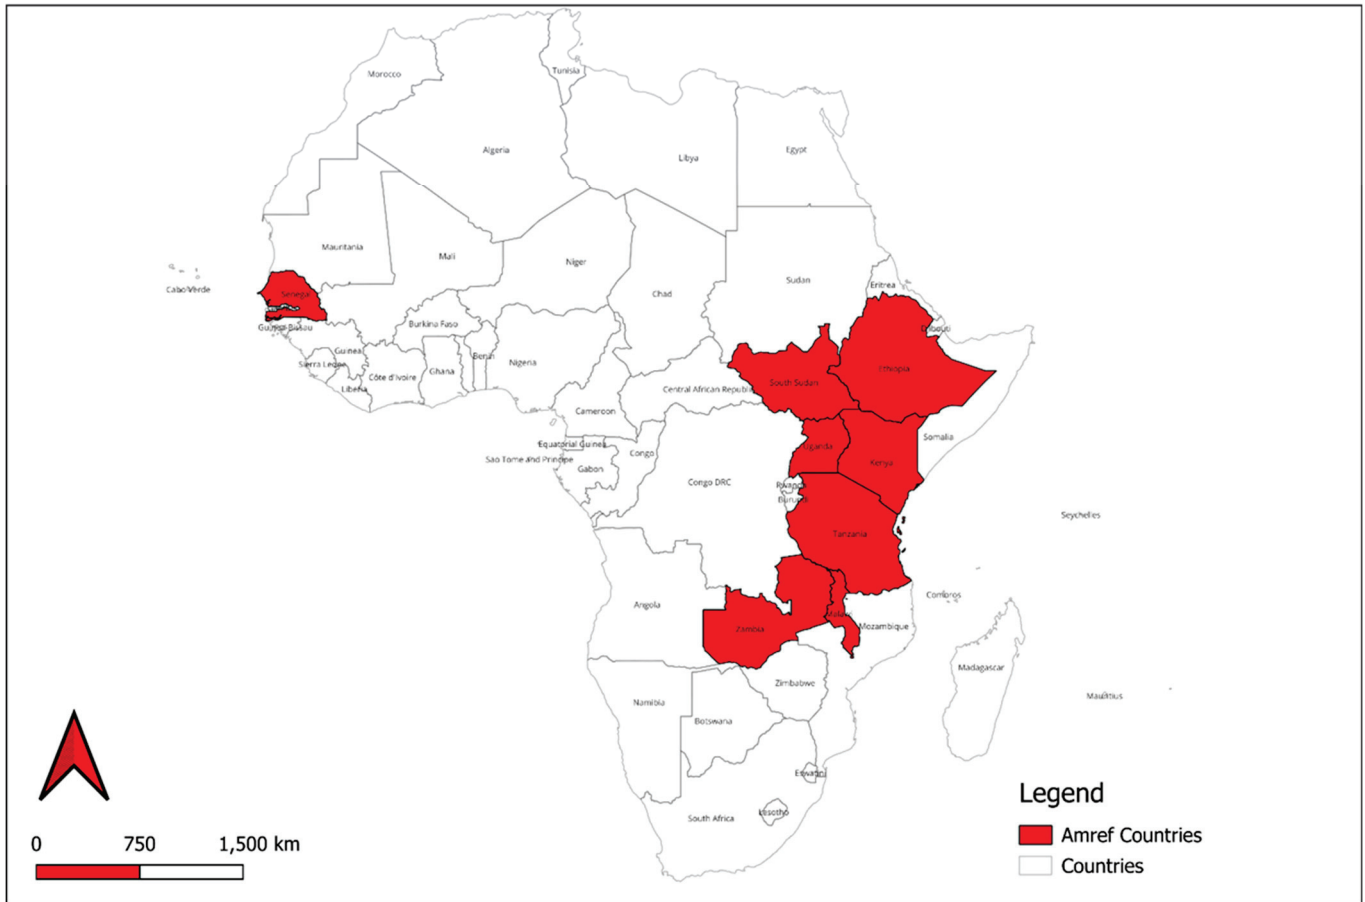 Tunisia
Morocco
Algeria
Libya
Egypt
Mauritania
Mali
Niger
Sudan
Eritrea
Cabo Verde
Senegal
Chad
Djibouti
Guinea-Bissau
Burkina Faso
Guinea
Benin
Nigeria
Sierra Leone
Côte d'Ivoire
Ghana
Liberia
Ethiopia
South Sudan
Central African Republic
Cameroon
Somalia
Equatorial Guinea
Uganda
Congo
Sao Tome and Principe
Gabon
Kenya
Congo DRC
Rwanda
Burundi
Seychelles
Tanzania
Comoros
Angola
Malawi
Zambia
Mozambique
Madagascar
Zimbabwe
Mauritius
Namibia
Botswana
Eswatini
Lesotho
South Africa
Legend
Amref Countries
Countries
0 750 1,500 km